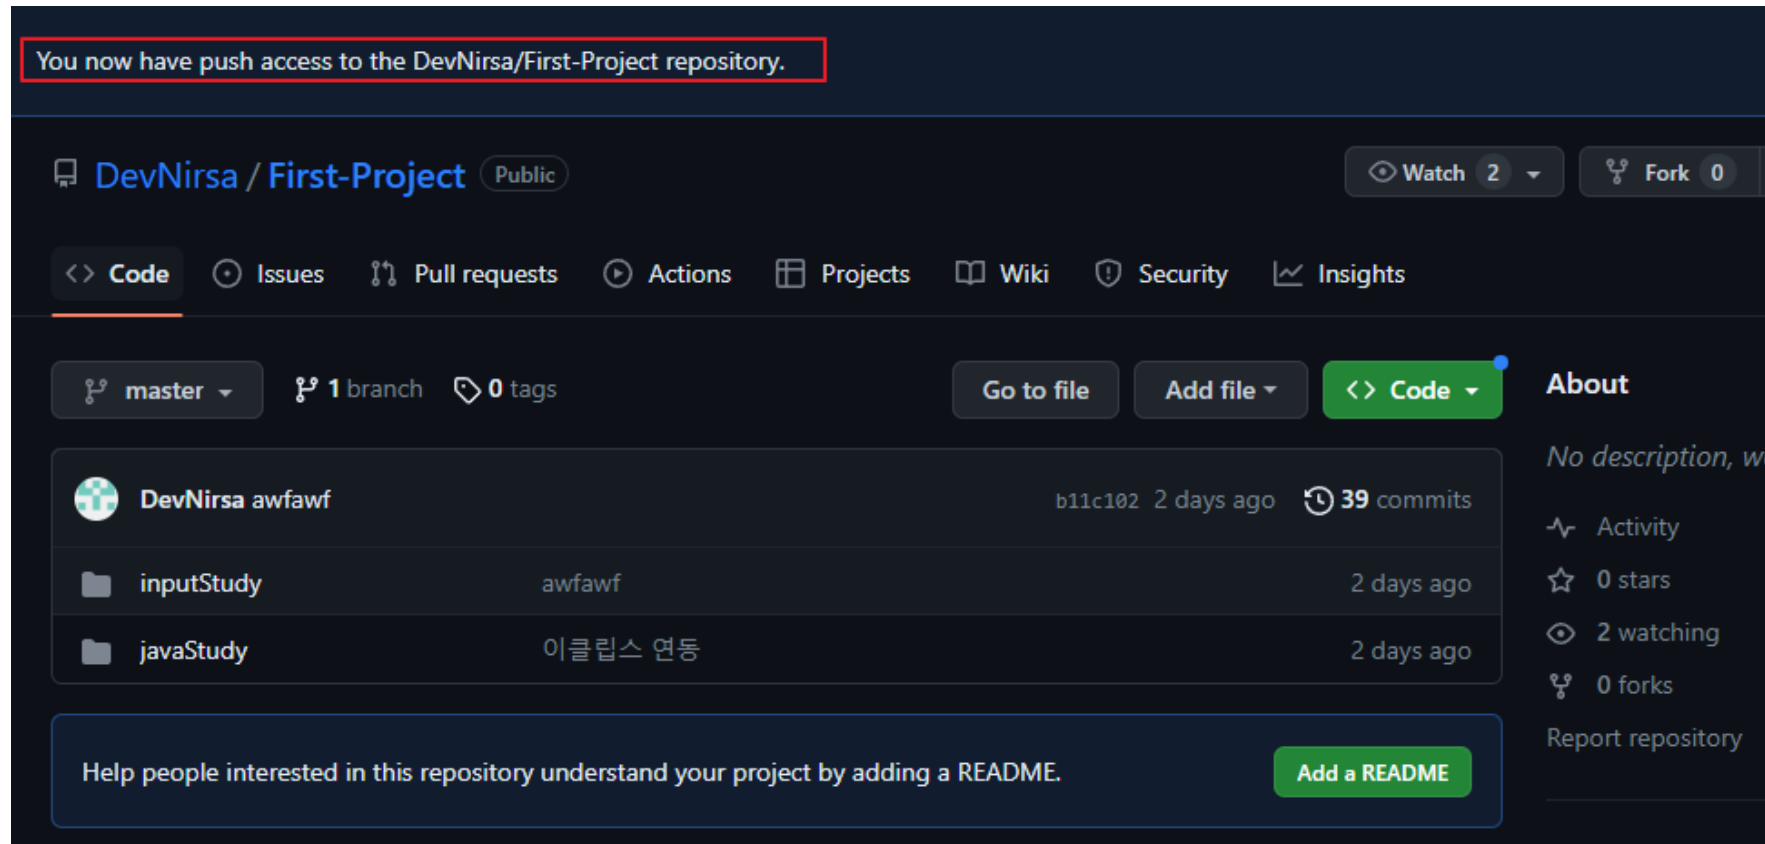 You now have push access to the DevNirsa/First-Project repository.
DevNirsa / First-Project Public
Watch 2
Fork 0
<> Code
Issues
Pull requests
Actions
Projects
Wiki
Security
Insights
master
1 branch
0 tags
Go to file
Add file
<> Code
DevNirsa awfawf b11c102 2 days ago 39 commits
inputStudy awfawf 2 days ago
javaStudy 이클립스 연동 2 days ago
Help people interested in this repository understand your project by adding a README.
Add a README
About
No description, w
Activity
0 stars
2 watching
0 forks
Report repository